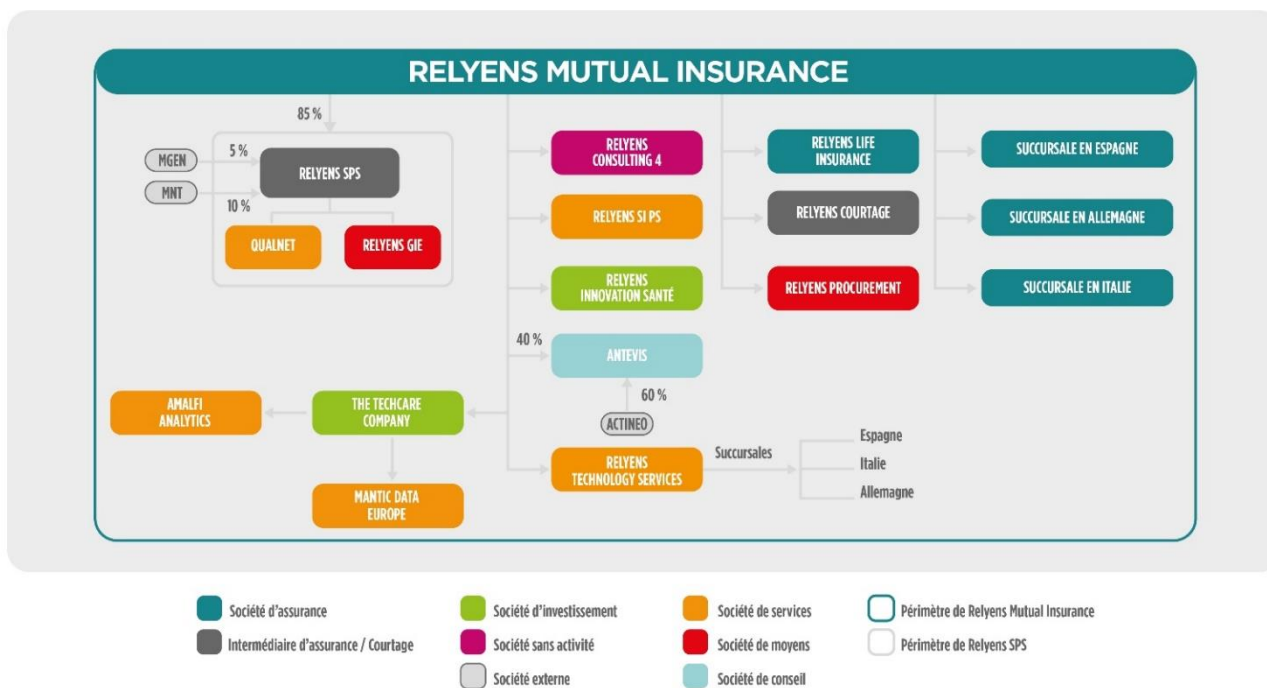 RELYENS MUTUAL INSURANCE
85 %
MGEN
5 %
MNT
10 %
RELYENS SPS
QUALNET
RELYENS GIE
RELYENS
CONSULTING 4
RELYENS SI PS
RELYENS
INNOVATION SANTÉ
40 %
ANTEVIS
60 %
ACTINEO
RELYENS
TECHNOLOGY SERVICES
RELYENS LIFE
INSURANCE
RELYENS COURTAGE
RELYENS PROCUREMENT
SUCCURSALE EN ESPAGNE
SUCCURSALE EN ALLEMAGNE
SUCCURSALE EN ITALIE
AMALFI
ANALYTICS
THE TECHCARE
COMPANY
MANTIC DATA
EUROPE
Succursales
Espagne
Italie
Allemagne
Société d'assurance
Intermédiaire d'assurance / Courtage
Société d'investissement
Société sans activité
Société externe
Société de services
Société de moyens
Société de conseil
Périmètre de Relyens Mutual Insurance
Périmètre de Relyens SPS